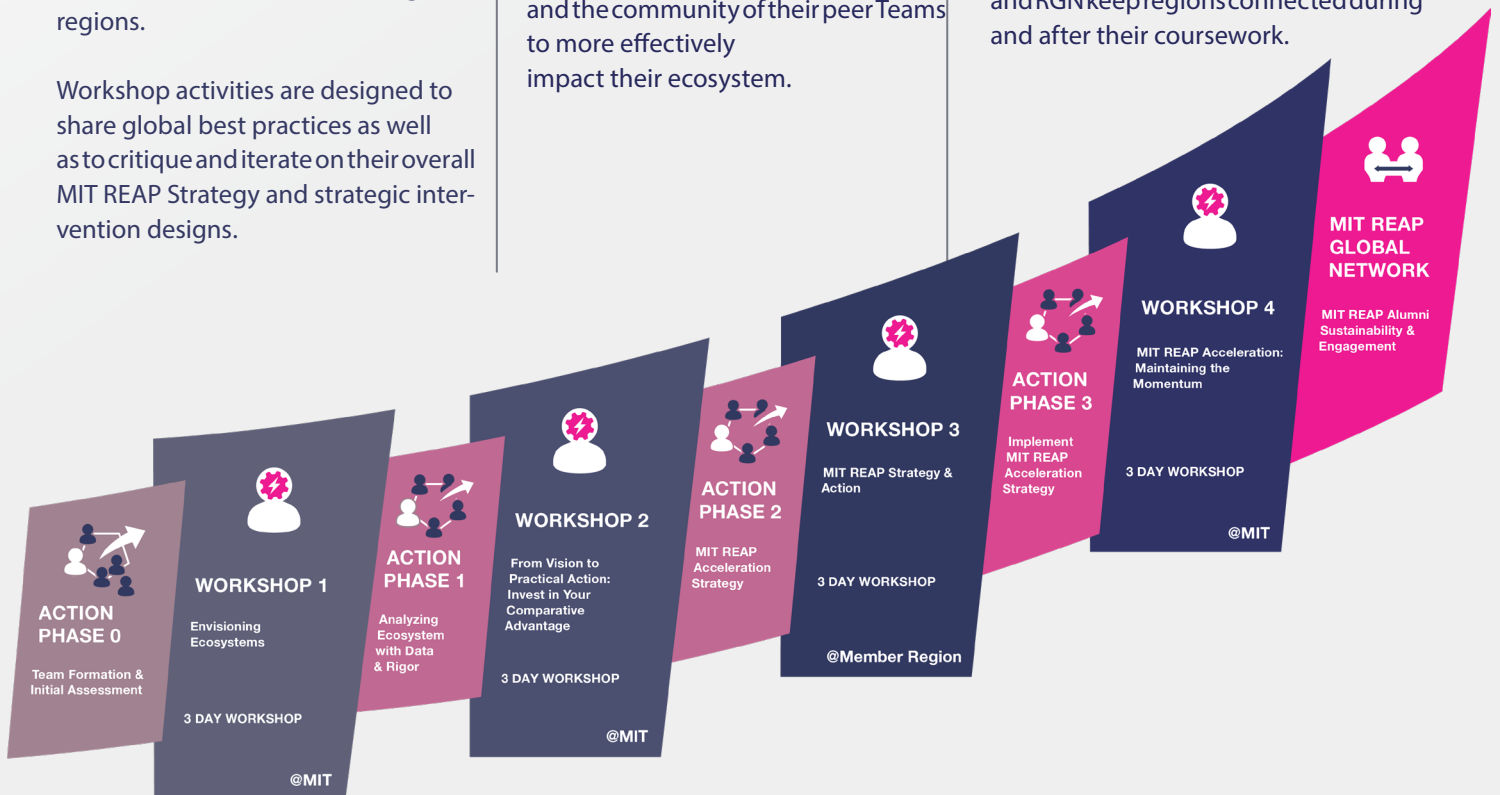 regions.
Workshop activities are designed to
share global best practices as well
as to critique and iterate on their overall
MIT REAP Strategy and strategic inter-
vention designs.
and the community of their peer Teams
to more effectively
impact their ecosystem.
and RGN keep regions connected during
and after their coursework.
ACTION
PHASE 0
Team Formation &
Initial Assessment
WORKSHOP 1
Envisioning
Ecosystems
3 DAY WORKSHOP
@MIT
ACTION
PHASE 1
Analyzing
Ecosystem
with Data
& Rigor
WORKSHOP 2
From Vision to
Practical Action:
Invest in Your
Comparative
Advantage
3 DAY WORKSHOP
@MIT
ACTION
PHASE 2
MIT REAP
Acceleration
Strategy
WORKSHOP 3
MIT REAP Strategy &
Action
3 DAY WORKSHOP
@Member Region
ACTION
PHASE 3
Implement
MIT REAP
Acceleration
Strategy
WORKSHOP 4
MIT REAP Acceleration:
Maintaining the
Momentum
3 DAY WORKSHOP
@MIT
MIT REAP
GLOBAL
NETWORK
MIT REAP Alumni
Sustainability &
Engagement